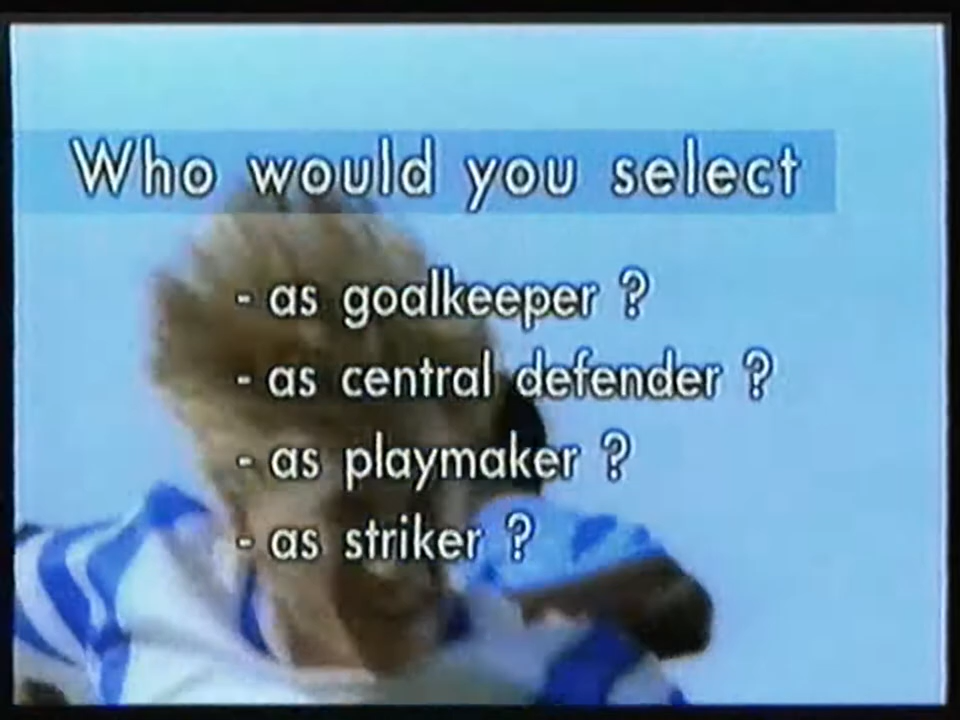 Who would you select
- as goalkeeper ?
- as central defender ?
- as playmaker ?
- as striker ?